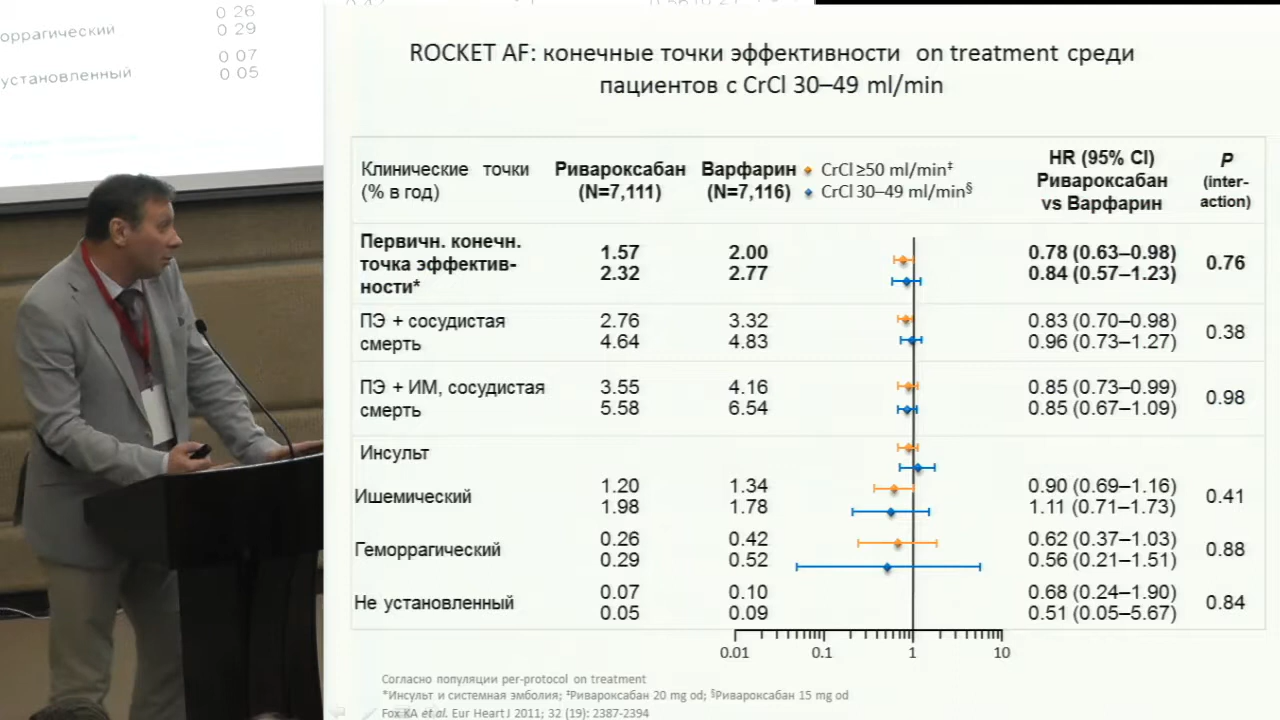 0 26
оррагический 0 29
0 07
установленный 0 05
ROCKET AF: конечные точки эффективности on treatment среди
пациентов с CrCl 30–49 ml/min
Клинические точки
(% в год)
Ривароксабан
(N=7,111)
Варфарин
(N=7,116)
CrCl ≥50 ml/min‡
CrCl 30–49 ml/min§
HR (95% CI)
Ривароксабан
vs Варфарин
P
(inter-
action)
Первичн. конечн.
точка эффектив-
ности*
1.57 2.00 0.78 (0.63–0.98)
2.32 2.77 0.84 (0.57–1.23)
0.76
ПЭ + сосудистая
смерть
2.76 3.32 0.83 (0.70–0.98)
4.64 4.83 0.96 (0.73–1.27)
0.38
ПЭ + ИМ, сосудистая
смерть
3.55 4.16 0.85 (0.73–0.99)
5.58 6.54 0.85 (0.67–1.09)
0.98
Инсульт
Ишемический
1.20 1.34 0.90 (0.69–1.16)
1.98 1.78 1.11 (0.71–1.73)
0.41
Геморрагический
0.26 0.42 0.62 (0.37–1.03)
0.29 0.52 0.56 (0.21–1.51)
0.88
Не установленный
0.07 0.10 0.68 (0.24–1.90)
0.05 0.09 0.51 (0.05–5.67)
0.84
0.01 0.1 1 10
Согласно популяции per-protocol on treatment
*Инсульт и системная эмболия; ‡Ривароксабан 20 mg od; §Ривароксабан 15 mg od
Fox KA et al. Eur Heart J 2011; 32 (19): 2387-2394